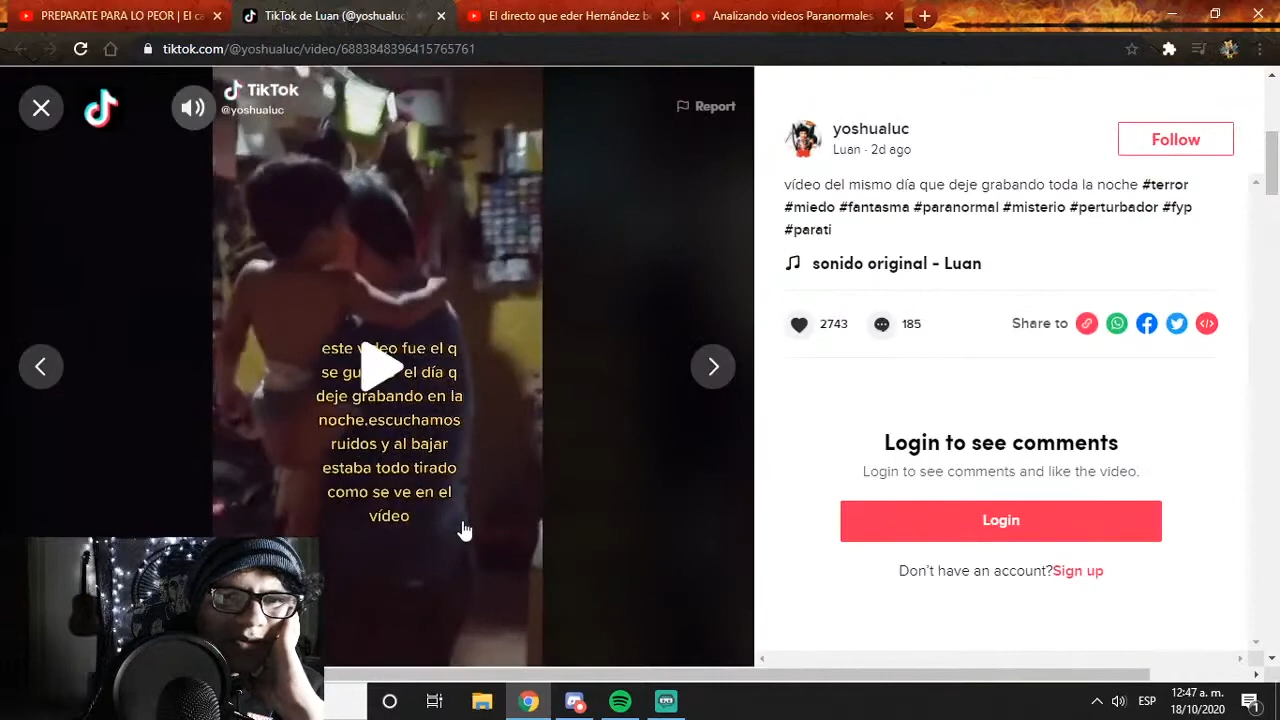 PREPARATE PARA LO PEOR | El ca
TikTok de Luan (@yoshualuc)
El directo que eder Hernández b
Analizando videos Paranormales
tiktok.com/@yoshualuc/video/6883848396415765761
TikTok
@yoshualuc
Report
este video fue el q
el día q
deje grabando en la
noche.escuchamos
ruidos y al bajar
estaba todo tirado
como se ve en el
vídeo
yoshualuc
Luan · 2d ago
Follow
vídeo del mismo día que deje grabando toda la noche #terror
#miedo #fantasma #paranormal #misterio #perturbador #fyp
#parati
sonido original - Luan
2743
185
Share to
Login to see comments
Login to see comments and like the video.
Login
Don't have an account?Sign up
ESP
12:47 a. m.
18/10/2020
1